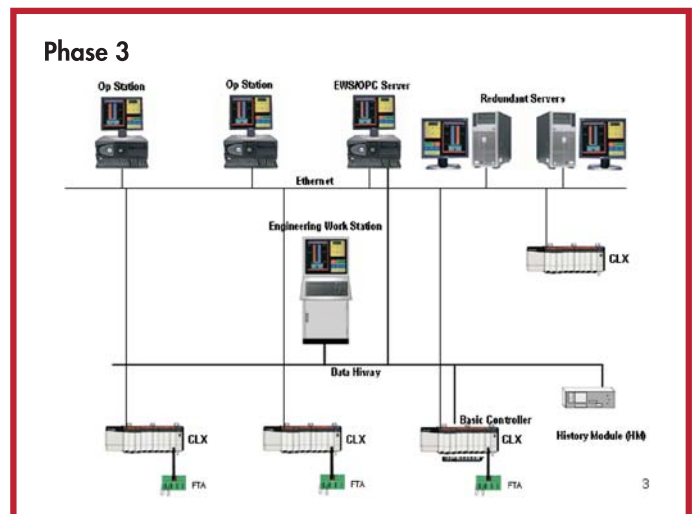 Phase 3
Op Station
Op Station
EWS/OPC Server
Redundant Servers
Ethernet
Engineering Work Station
CLX
Data Hiway
Basic Controller
CLX
CLX
CLX
History Module (HM)
FTA
FTA
FTA
3